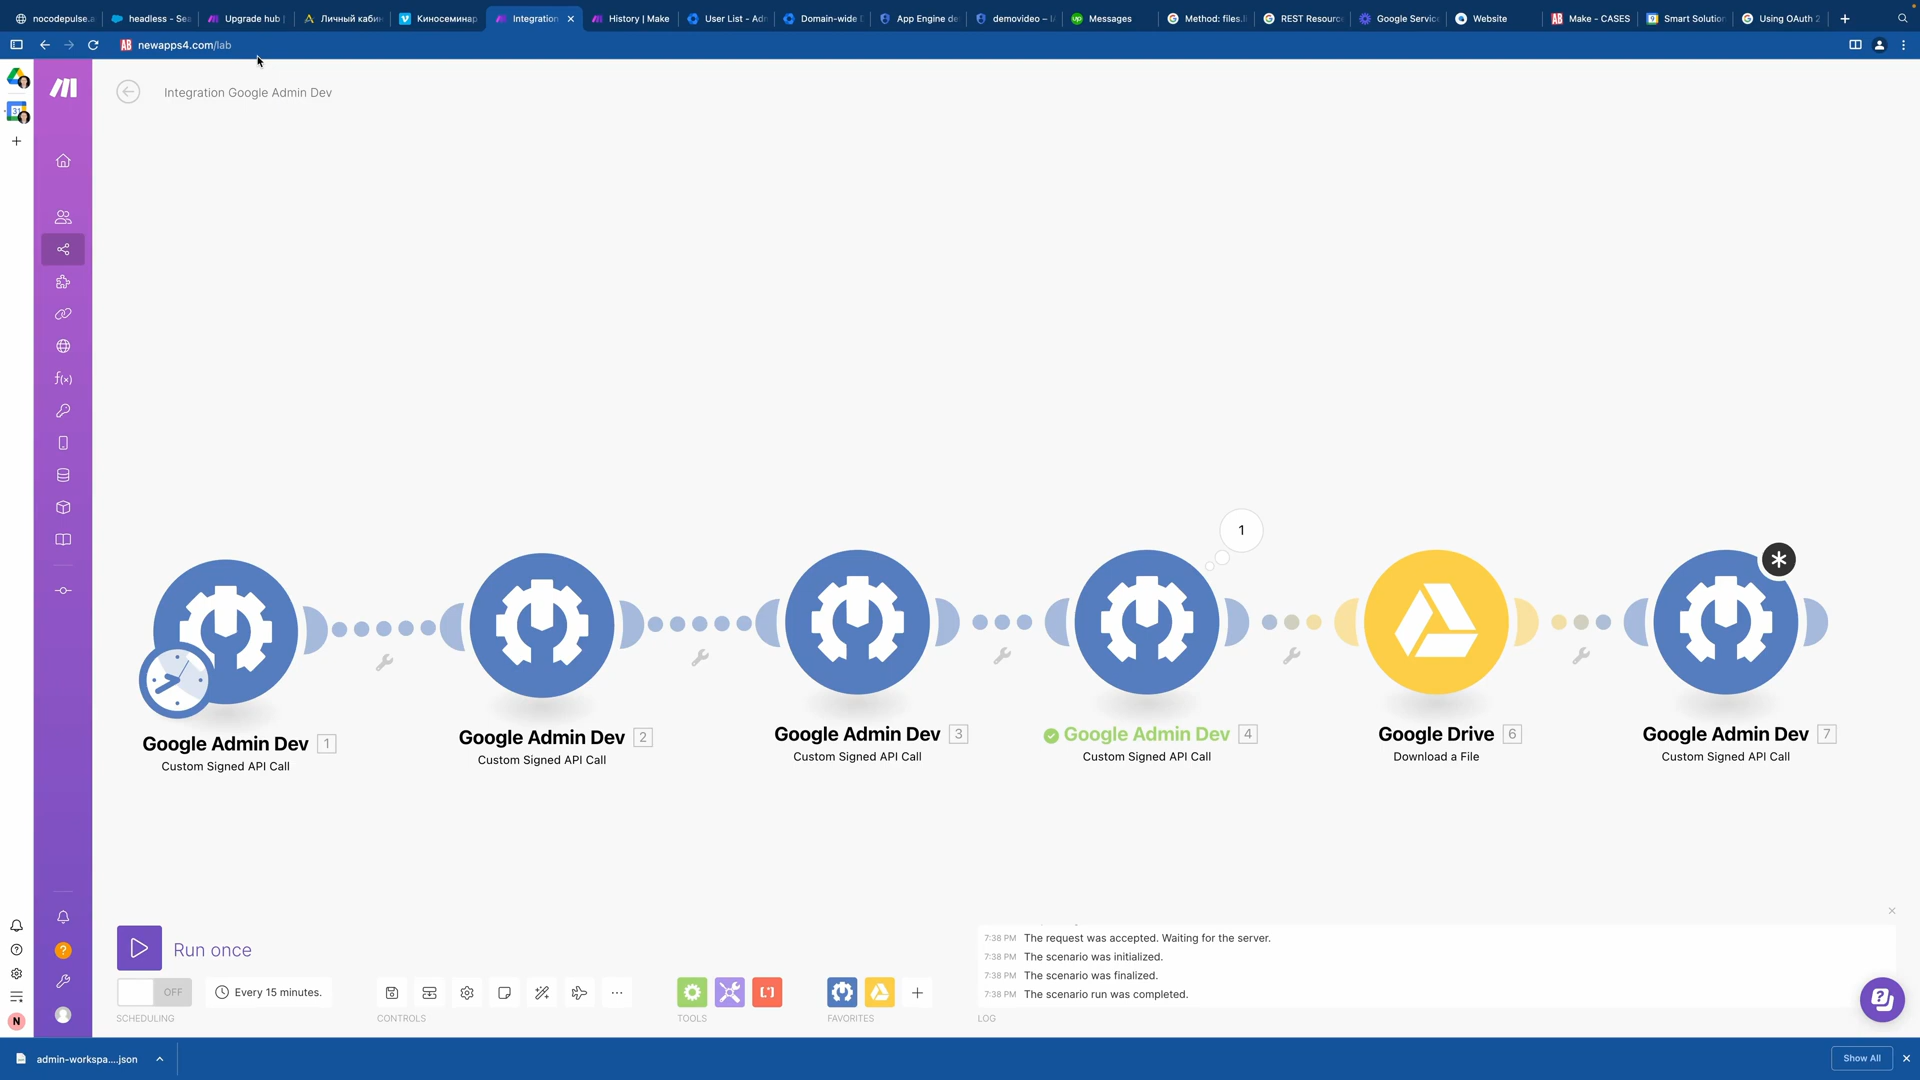 nocodepulse.a
headless - Sea
Upgrade hub
Личный каби
Киносеминар
Integration
History | Make
User List - Adm
Domain-wide D
App Engine de
demovideo – IA
Messages
Method: files.l
REST Resource
Google Service
Website
Make - CASES
Smart Solution
Using OAuth 2
newapps4.com/lab
Integration Google Admin Dev
f(x)
1
Google Admin Dev 1
Custom Signed API Call
Google Admin Dev 2
Custom Signed API Call
Google Admin Dev 3
Custom Signed API Call
Google Admin Dev 4
Custom Signed API Call
Google Drive 6
Download a File
Google Admin Dev 7
Custom Signed API Call
Run once
OFF
Every 15 minutes.
SCHEDULING
CONTROLS
TOOLS
FAVORITES
7:38 PM The request was accepted. Waiting for the server.
7:38 PM The scenario was initialized.
7:38 PM The scenario was finalized.
7:38 PM The scenario run was completed.
LOG
N
admin-workspa....json
Show All